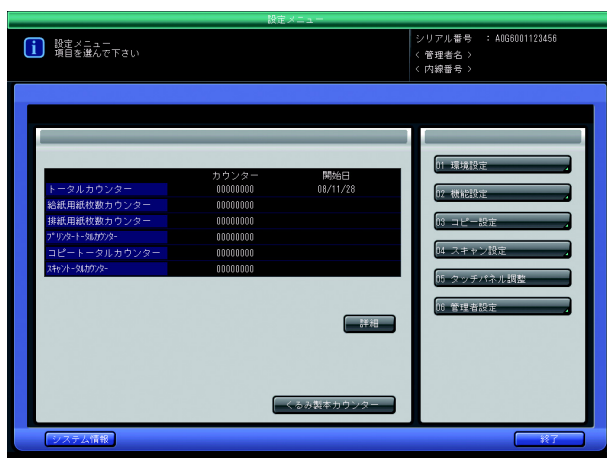 設定メニュー
設定メニュー
項目を選んで下さい
シリアル番号 : A0G6001123456
< 管理者名 >
< 内線番号 >
カウンター 開始日
トータルカウンター 00000000 08/11/28
給紙用紙枚数カウンター 00000000
排紙用紙枚数カウンター 00000000
プリンタートータルカウンター 00000000
コピートータルカウンター 00000000
スキャントータルカウンター 00000000
詳細
くるみ製本カウンター
01 環境設定
02 機能設定
03 コピー設定
04 スキャン設定
05 タッチパネル調整
06 管理者設定
システム情報
終了